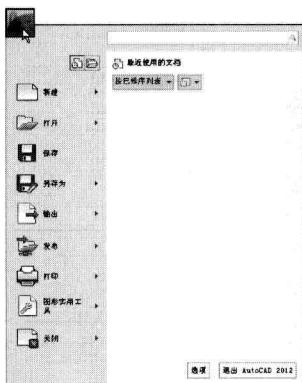 最近使用的文档
按已排序列表
新建
打开
保存
另存为
输出
发布
打印
图形实用工
具
关闭
选项
退出 AutoCAD 2012